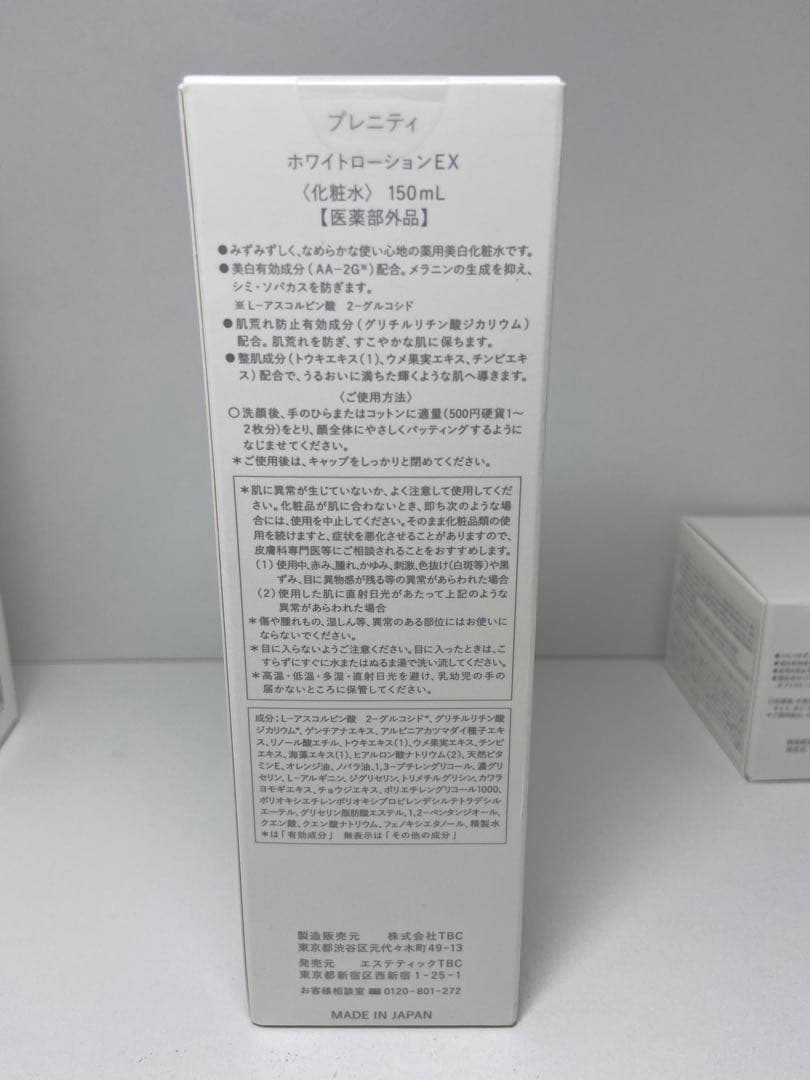 プレニティ
ホワイトローションEX
〈化粧水〉 150mL
【医薬部外品】
●みずみずしく、なめらかな使い心地の薬用美白化粧水です。
●美白有効成分（AA-2G※）配合。メラニンの生成を抑え、
シミ・ソバカスを防ぎます。
※L-アスコルビン酸 2-グルコシド
●肌荒れ防止有効成分（グリチルリチン酸ジカリウム）
配合。肌荒れを防ぎ、すこやかな肌に保ちます。
●整肌成分（トウキエキス(1)、ウメ果実エキス、チンピエキ
ス）配合で、うるおいに満ちた輝くような肌へ導きます。
〈ご使用方法〉
○洗顔後、手のひらまたはコットンに適量（500円硬貨1～
2枚分）をとり、顔全体にやさしくパッティングするように
なじませてください。
＊ご使用後は、キャップをしっかりと閉めてください。
＊肌に異常が生じていないか、よく注意して使用してくだ
さい。化粧品が肌に合わないとき、即ち次のような場
合には、使用を中止してください。そのまま化粧品類の使
用を続けますと、症状を悪化させることがありますので、
皮膚科専門医等にご相談されることをおすすめします。
(1)使用中、赤み、腫れ、かゆみ、刺激、色抜け(白斑等)や黒
ずみ、目に異物感が残る等の異常があらわれた場合
(2)使用した肌に直射日光があたって上記のような
異常があらわれた場合
＊傷や腫れもの、湿しん等、異常のある部位にはお使いに
ならないでください。
＊目に入らないようご注意ください。目に入ったときは、こ
すらずにすぐに水またはぬるま湯で洗い流してください。
＊高温・低温・多湿・直射日光を避け、乳幼児の手の
届かないところに保管してください。
成分；L-アスコルビン酸 2-グルコシド*、グリチルリチン酸
ジカリウム*、ゲンチアナエキス、アルピニアカツマダイ種子エキ
ス、リノール酸エチル、トウキエキス(1)、ウメ果実エキス、チンピ
エキス、海藻エキス(1)、ヒアルロン酸ナトリウム(2)、天然ビタ
ミンE、オレンジ油、ノバラ油、1,3-ブチレングリコール、濃グ
リセリン、L-アルギニン、ジグリセリン、トリメチルグリシン、カワラ
ヨモギエキス、チョウジエキス、ポリエチレングリコール1000、
ポリオキシエチレンポリオキシプロピレンデシルテトラデシル
エーテル、グリセリン脂肪酸エステル、1,2-ペンタンジオール、
クエン酸、クエン酸ナトリウム、フェノキシエタノール、精製水
＊は「有効成分」 無表示は「その他の成分」
製造販売元 株式会社TBC
東京都渋谷区元代々木町49-13
発売元 エステティックTBC
東京都新宿区西新宿1-25-1
お客様相談室 0120-801-272
MADE IN JAPAN